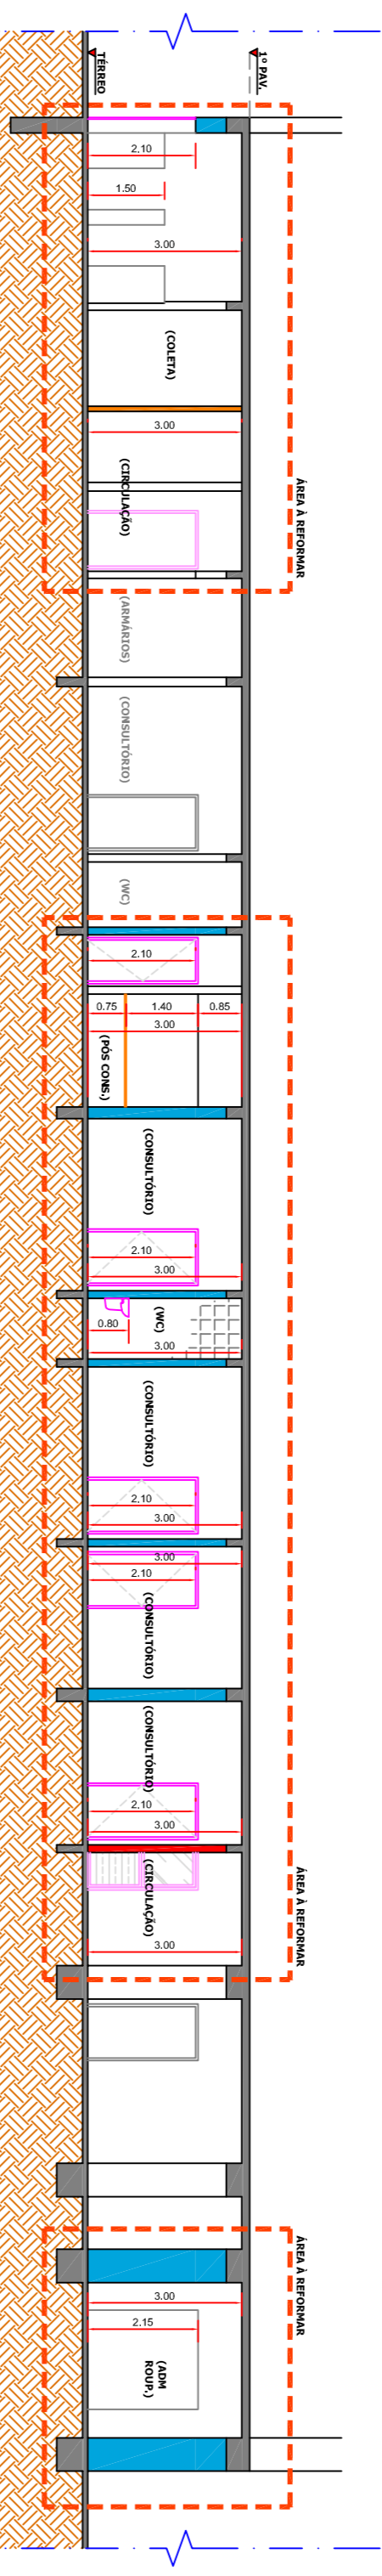 1º PAV.
TÉRREO
2.10
1.50
3.00
(COLETA)
3.00
ÁREA À REFORMAR
(CIRCULAÇÃO)
(ARMÁRIOS)
(CONSULTÓRIO)
(WC)
2.10
0.75
1.40
0.85
3.00
(PÓS CONS.)
(CONSULTÓRIO)
2.10
3.00
(WC)
0.80
3.00
(CONSULTÓRIO)
2.10
3.00
3.00
2.10
(CONSULTÓRIO)
(CONSULTÓRIO)
2.10
3.00
(CIRCULAÇÃO)
ÁREA À REFORMAR
3.00
ÁREA À REFORMAR
3.00
2.15
(ADM
ROUP.)